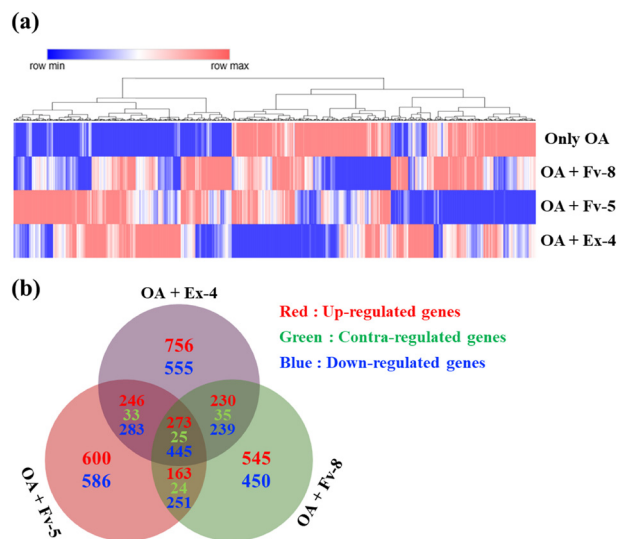 (a)
row min row max
Only OA
OA + Fv-8
OA + Fv-5
OA + Ex-4
(b)
OA + Ex-4
Red : Up-regulated genes
Green : Contra-regulated genes
Blue : Down-regulated genes
756
555
246
33
283
230
35
239
273
25
445
600
586
545
450
163
24
251
OA + Fv-5
OA + Fv-8